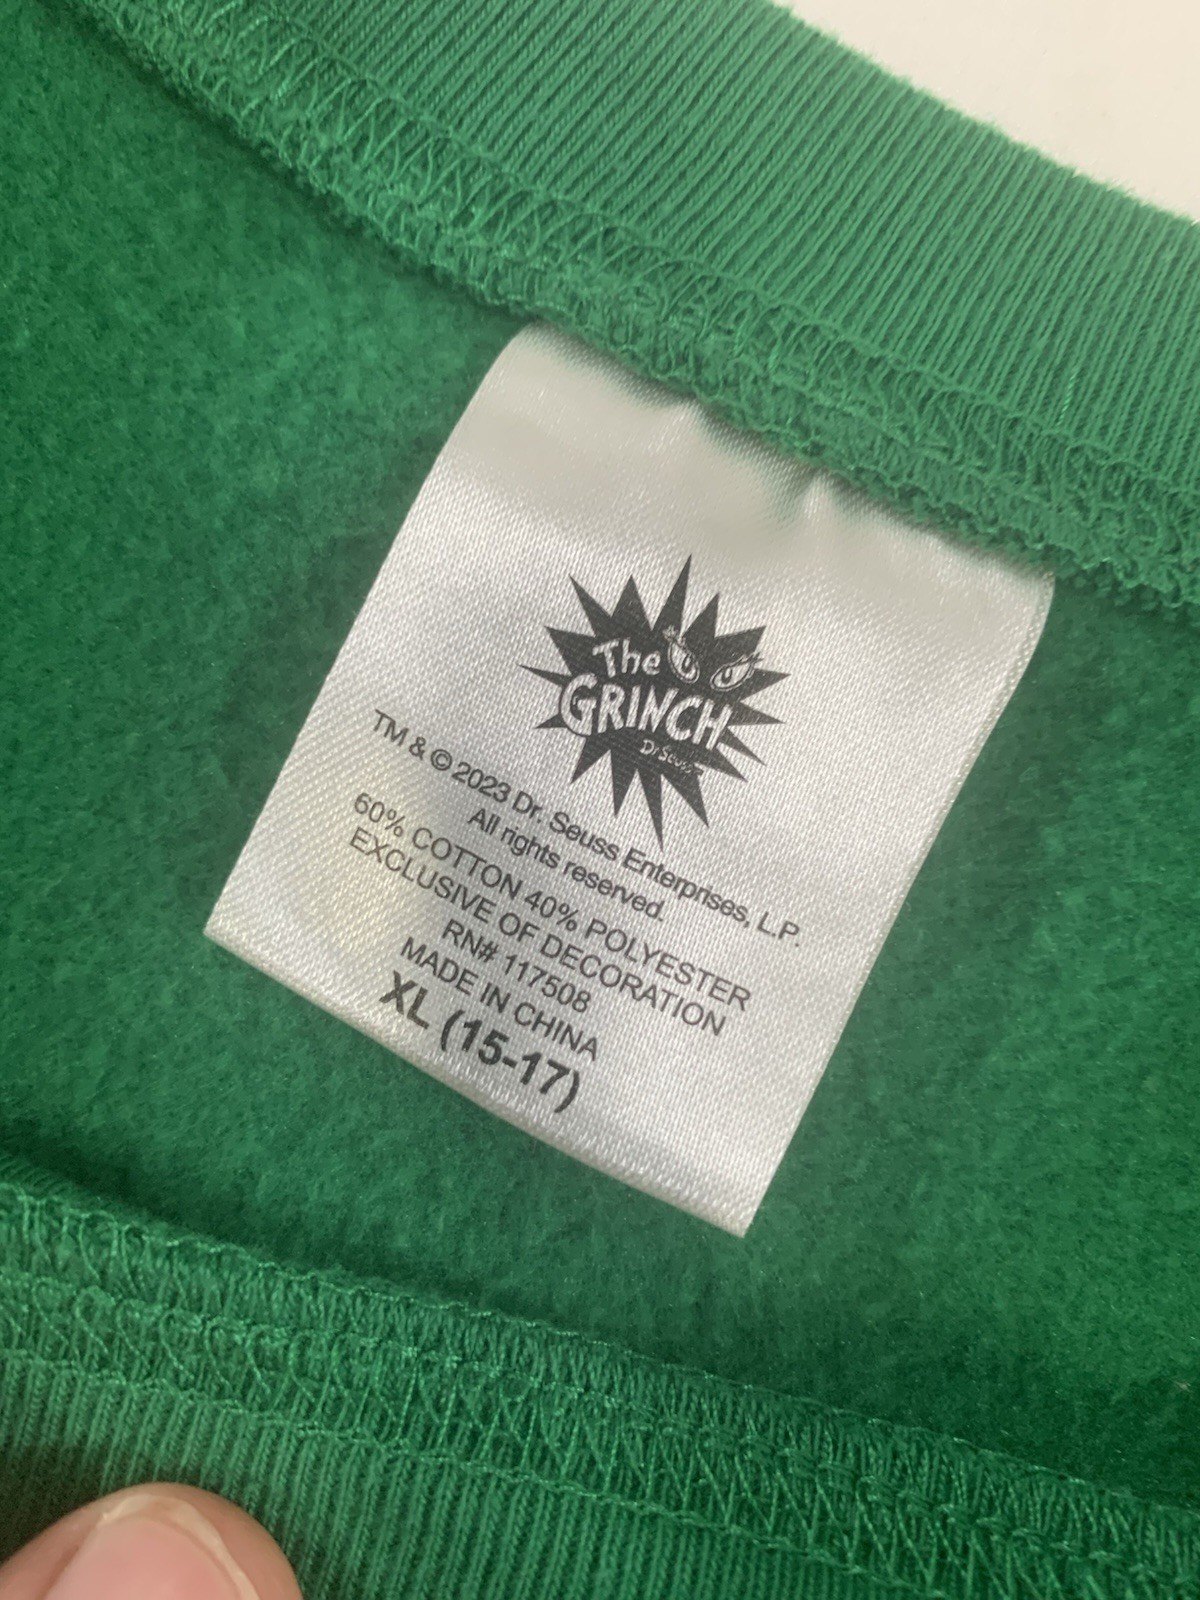 The
GRINCH
Dr. Seuss
TM & © 2023 Dr. Seuss Enterprises, L.P.
All rights reserved.
60% COTTON 40% POLYESTER
EXCLUSIVE OF DECORATION
RN# 117508
MADE IN CHINA
XL (15-17)